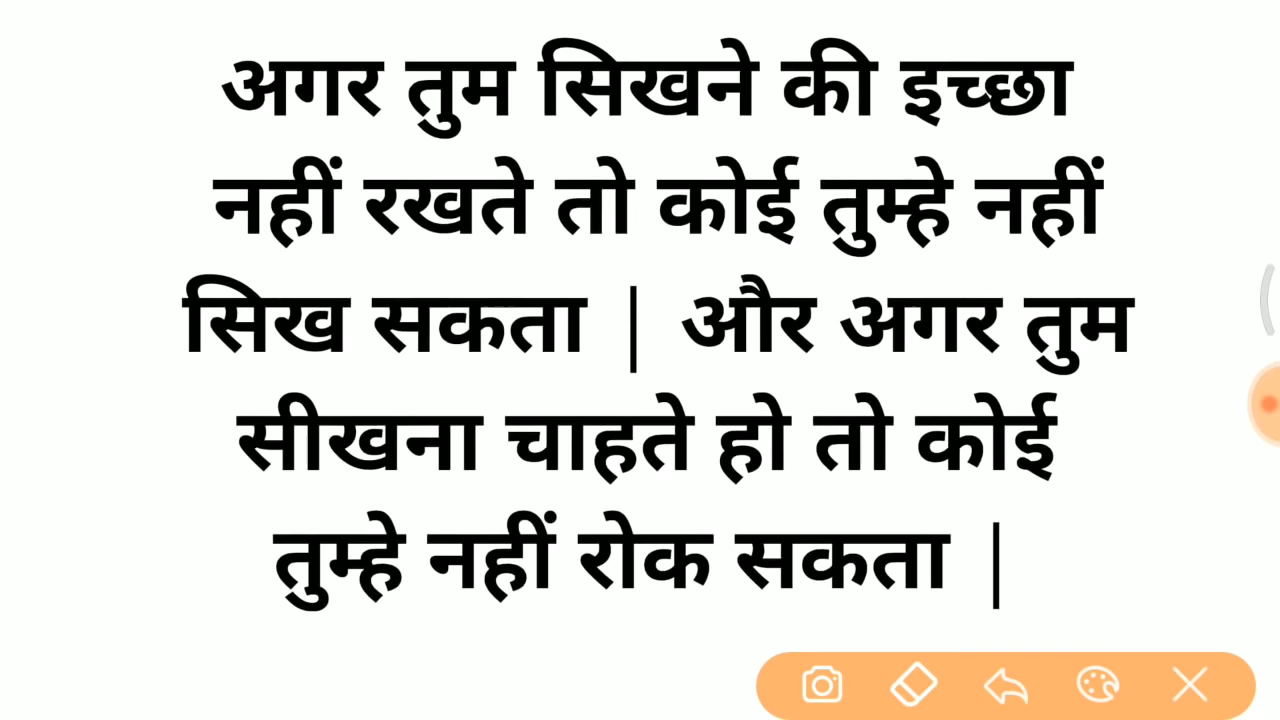 अगर तुम सिखने की इच्छा
नहीं रखते तो कोई तुम्हे नहीं
सिख सकता | और अगर तुम
सीखना चाहते हो तो कोई
तुम्हे नहीं रोक सकता |